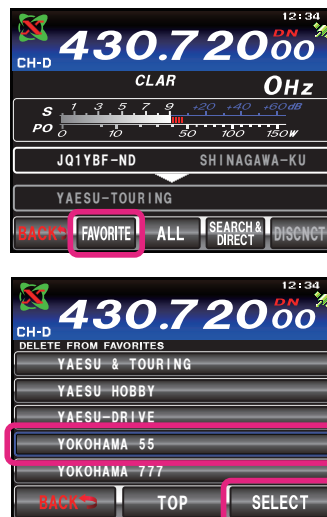 12:34
CH-D 430.720 00 DN
CLAR 0Hz
S 1 3 5 7 9 +20 +40 +60dB
PO 0 10 50 100 150W
JQ1YBF-ND SHINAGAWA-KU
YAESU-TOURING
BACK FAVORITE ALL SEARCH & DIRECT DISCNCT
12:34
CH-D 430.720 00 DN
DELETE FROM FAVORITES
YAESU & TOURING
YAESU HOBBY
YAESU-DRIVE
YOKOHAMA 55
YOKOHAMA 777
BACK TOP SELECT